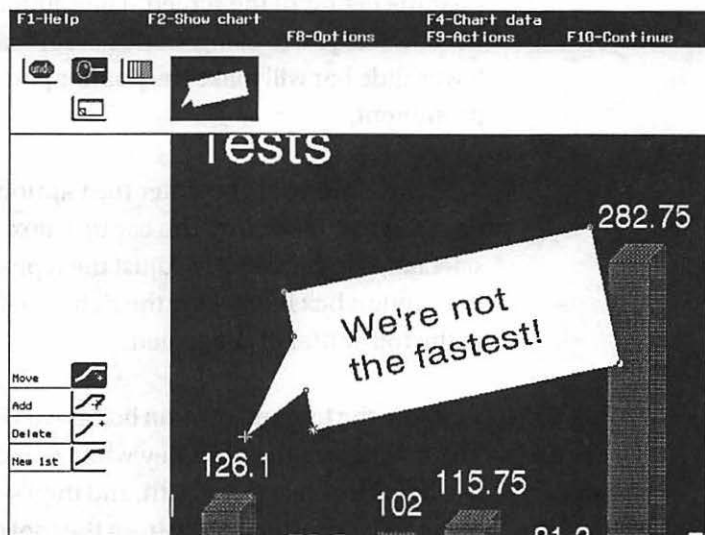 F1-Help F2-Show chart F4-Chart data
F8-Options F9-Actions F10-Continue
undo
Tests
282.75
We're not
the fastest!
Move
Add
Delete
New 1st
126.1
102
115.75